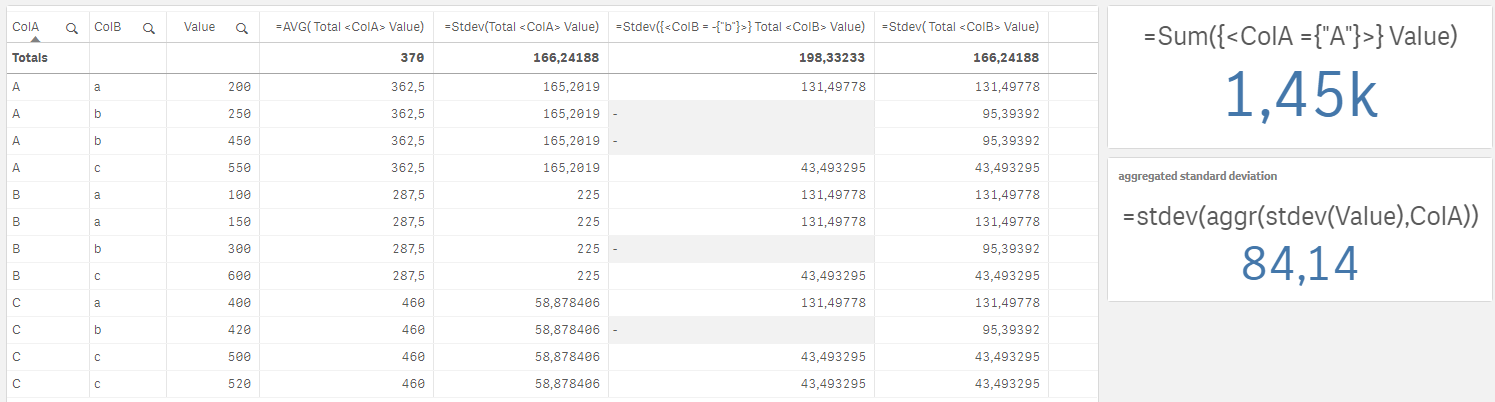 ColA ColB Value =AVG( Total <ColA> Value) =Stdev(Total <ColA> Value) =Stdev({<ColB = -{"b"}>} Total <ColB> Value) =Stdev( Total <ColB> Value)
Totals 370 166,24188 198,33233 166,24188
A a 200 362,5 165,2019 131,49778 131,49778
A b 250 362,5 165,2019 - 95,39392
A b 450 362,5 165,2019 - 95,39392
A c 550 362,5 165,2019 43,493295 43,493295
B a 100 287,5 225 131,49778 131,49778
B a 150 287,5 225 131,49778 131,49778
B b 300 287,5 225 - 95,39392
B c 600 287,5 225 43,493295 43,493295
C a 400 460 58,878406 131,49778 131,49778
C b 420 460 58,878406 - 95,39392
C c 500 460 58,878406 43,493295 43,493295
C c 520 460 58,878406 43,493295 43,493295
=Sum({<ColA ={"A"}>} Value)
1,45k
aggregated standard deviation
=stdev(aggr(stdev(Value),ColA))
84,14